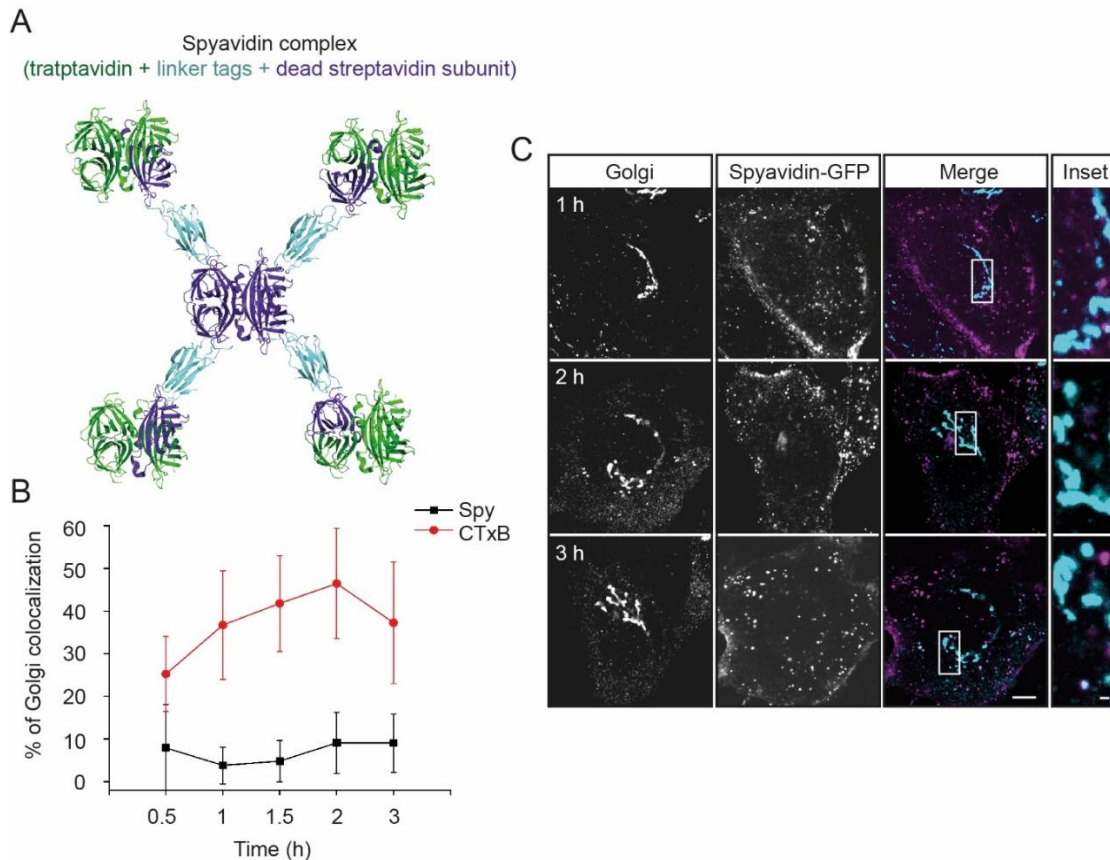 A
Spyavidin complex
(tratptavidin + linker tags + dead streptavidin subunit)
B
60
50
40
30
20
10
0
% of Golgi colocalization
0.5
1
1.5
2
3
Time (h)
Spy
CTxB
C
Golgi
Spyavidin-GFP
Merge
Inset
1 h
2 h
3 h